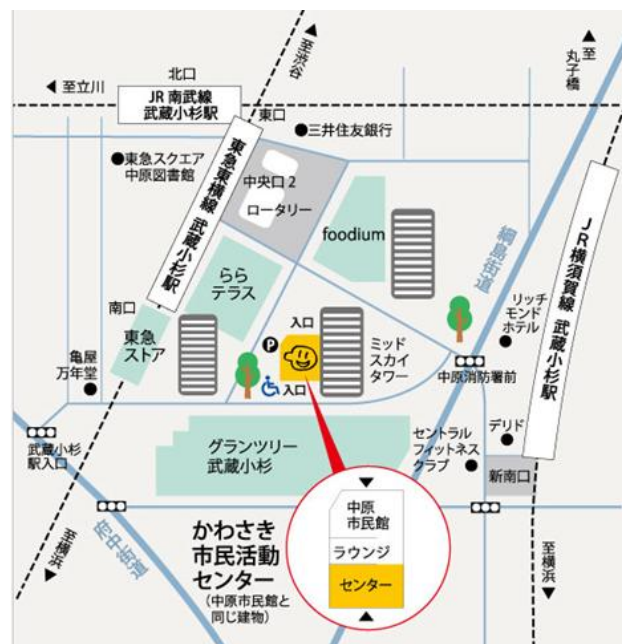 至渋谷
至
丸子橋
北口
至立川
JR 南武線
武蔵小杉駅
東口
三井住友銀行
東急スクエア
中原図書館
東急東横線 武蔵小杉駅
中央口2
ロータリー
foodium
綱島街道
JR横須賀線 武蔵小杉駅
らら
テラス
リッチ
モンド
ホテル
南口
東急
ストア
入口
P
ミッド
スカイ
タワー
中原消防署前
亀屋
万年堂
入口
デリド
武蔵小杉
駅入口
グランツリー
武蔵小杉
セントラル
フィットネス
クラブ
新南口
至横浜
府中街道
かわさき
市民活動
センター
(中原市民館と
同じ建物)
中原
市民館
ラウンジ
センター
至横浜